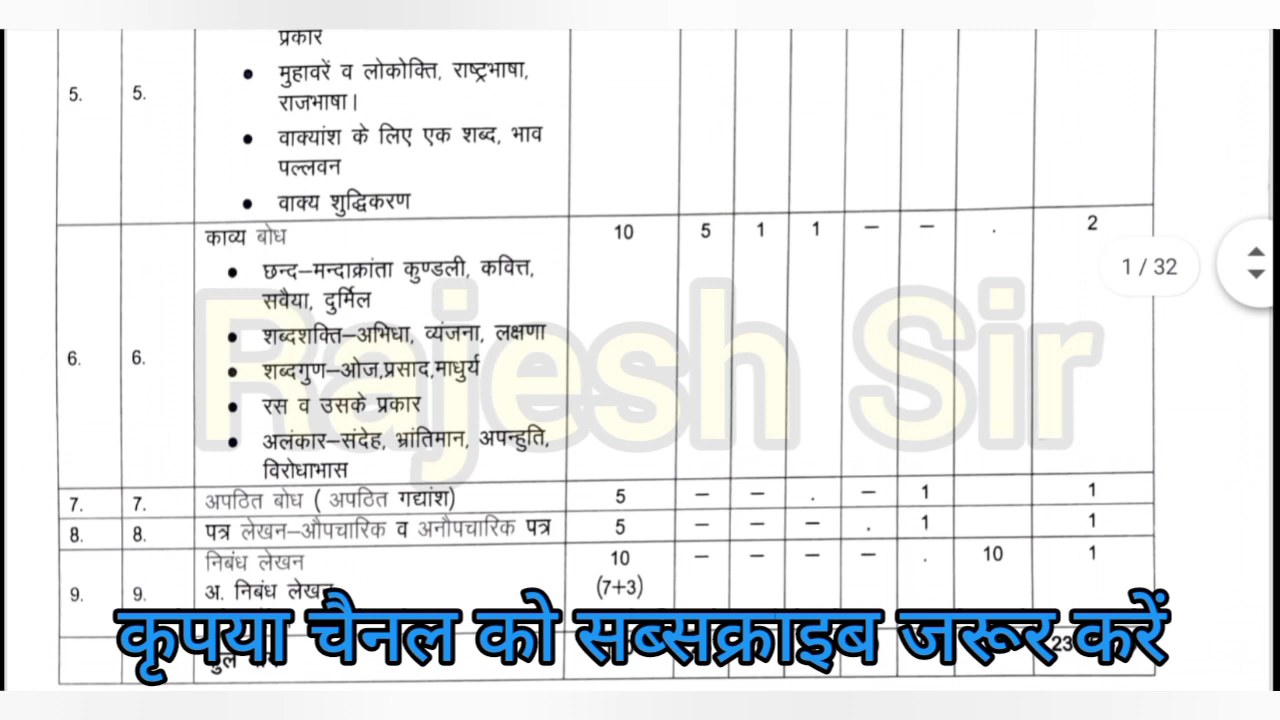 प्रकार
मुहावरें व लोकोक्ति, राष्ट्रभाषा,
राजभाषा।
5. 5.
वाक्यांश के लिए एक शब्द, भाव
पल्लवन
वाक्य शुद्धिकरण
काव्य बोध 10 5 1 1 – – . 2
छन्द–मन्दाक्रांता कुण्डली, कवित्त,
1 / 32
सवैया, दुर्मिल
शब्दशक्ति–अभिधा, व्यंजना, लक्षणा
6. 6.
शब्दगुण–ओज,प्रसाद,माधुर्य
रस व उसके प्रकार
अलंकार–संदेह, भ्रांतिमान, अपन्हुति,
विरोधाभास
Rajesh Sir
7. 7. अपठित बोध ( अपठित गद्यांश) 5 – – . – 1 1
8. 8. पत्र लेखन–औपचारिक व अनौपचारिक पत्र 5 – – – . 1 1
निबंध लेखन 10 – – – – . 10 1
9. 9. अ. निबंध लेखन (7+3)
कृपया चैनल को सब्सक्राइब जरूर करें
23